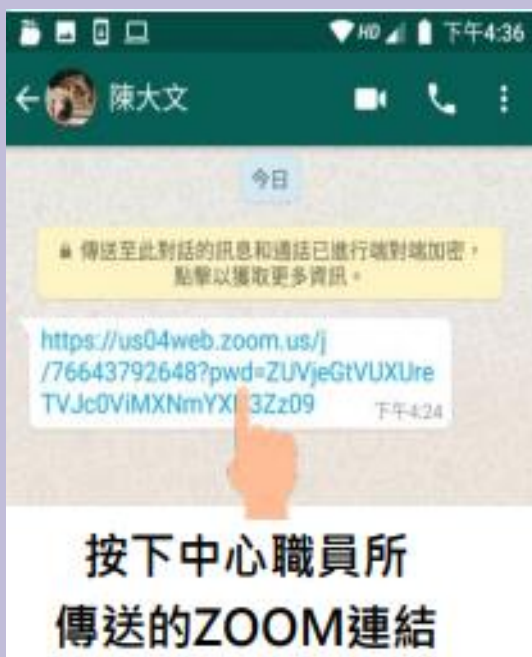 HD 下午4:36
陳大文
今日
傳送至此對話的訊息和通話已進行端對端加密，
點擊以獲取更多資訊。
https://us04web.zoom.us/j
/76643792648?pwd=ZUVjeGtVUXUre
下午4:24
按下中心職員所
傳送的ZOOM連結